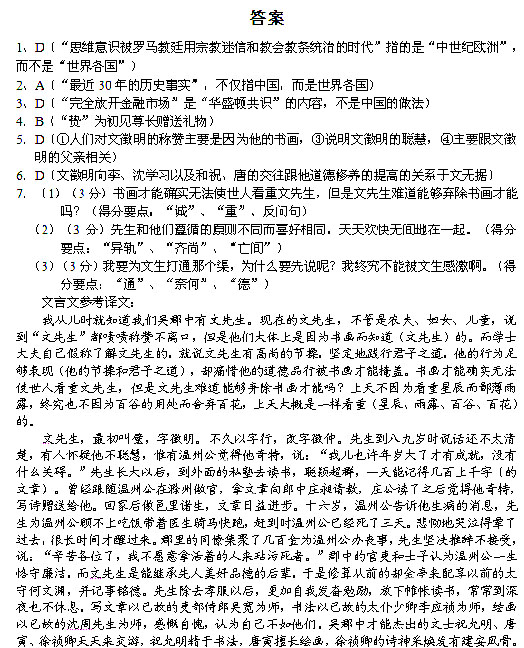 答案
1、D（“思维意识被罗马教廷用宗教迷信和教会教条统治的时代”指的是“中世纪欧洲”，
而不是“世界各国”）
2、A（“最近 30 年的历史事实”：不仅指中国，而是世界各国）
3、D（“完全放开金融市场”是“华盛顿共识”的内容，不是中国的做法）
4、B（“贽”为初见尊长赠送礼物）
5、D（①人们对文徵明的称赞主要是因为他的书画，③说明文徵明的聪慧，④主要跟文徵
明的父亲相关）
6、D（文徵明向李、沈学习以及和祝、唐的交往跟他道德修养的提高的关系于文无据）
7、（1）（3 分）书画才能确实无法使世人看重文先生，但是文先生难道能够弃除书画才能
吗？（得分要点：“诚”、“重”、反问句）
（2）（3 分）先生和他们遵循的原则不同而喜好相同，天天欢快无间地在一起。（得分
要点：“异轨”、“齐尚”、“亡间”）
（3）（3 分）我要为文生打通那个渠，为什么要先说呢？我终究不能被文生感激啊。（得
分要点：“通”、“奈何”、“德”）
文言文参考译文：
我从儿时就知道我们吴郡中有文先生。现在的文先生，不管是农夫、妇女、儿童，说
到“文先生”都啧啧称赞不离口，但是他们大体上是因为书画而知道（文先生）的。而学士
大夫自己假称了解文先生的，就说文先生有高尚的节操，坚定地践行君子之道。他的行为足
够表现（他的节操和君子之道），却痛惜他的道德品行被书画才能掩盖。书画才能确实无法
使世人看重文先生，但是文先生难道能够弃除书画才能吗？上天不因为看重星辰而鄙薄雨
露，终究也不因为百谷的用处而舍弃百花，上天大概是一样看重（星辰、雨露、百谷、百花）
的。
文先生，最初叫璧，字徵明。不久以字行，改字徵仲。先生到八九岁时说话还不太清
楚，有人怀疑他不聪慧，惟有温州公觉得他奇特，说：“我儿也许年岁大了才有成就，没有
什么关碍。”先生长大以后，到外面的私塾去读书，聪颖超群，一天能记得几百上千字（的
文章）。曾经跟随温州公在滁州做官，拿文章向郎中庄昶请教，庄公读了之后觉得他奇特，
写诗赠送给他。回家后做邑里诸生，文章日益进步。十六岁，温州公告诉他生病的消息，先
生为温州公顾不上吃饭带着医生骑马快跑，赶到时温州公已经死了三天。悲恸地哭泣得晕了
过去，很长时间才醒过来。郡里的同僚集聚了几百金为温州公办丧事，先生坚决推辞不接受，
说：“辛苦各位了，我不愿意拿活着的人来玷污死者。”郡中的官吏和士子认为温州公一生
恪守廉洁，而文先生是能继承先人美好品德的后辈，于是修葺从前的却金亭来配享以前的太
守何文渊，并记事铭德。先生除去孝服以后，更加自我发奋勉励，放下帷帐读书，常常到深
夜也不休息。写文章以已故的吏部侍郎吴宽为师，书法以已故的太仆少卿李应祯为师，绘画
以已故的沈周先生为师，感慨自愧，认为自己不如他们。吴郡中才能杰出的文士祝允明、唐
寅、徐祯卿天天来交游，祝允明精于书法，唐寅擅长绘画，徐祯卿的诗神采焕发有建安风骨。